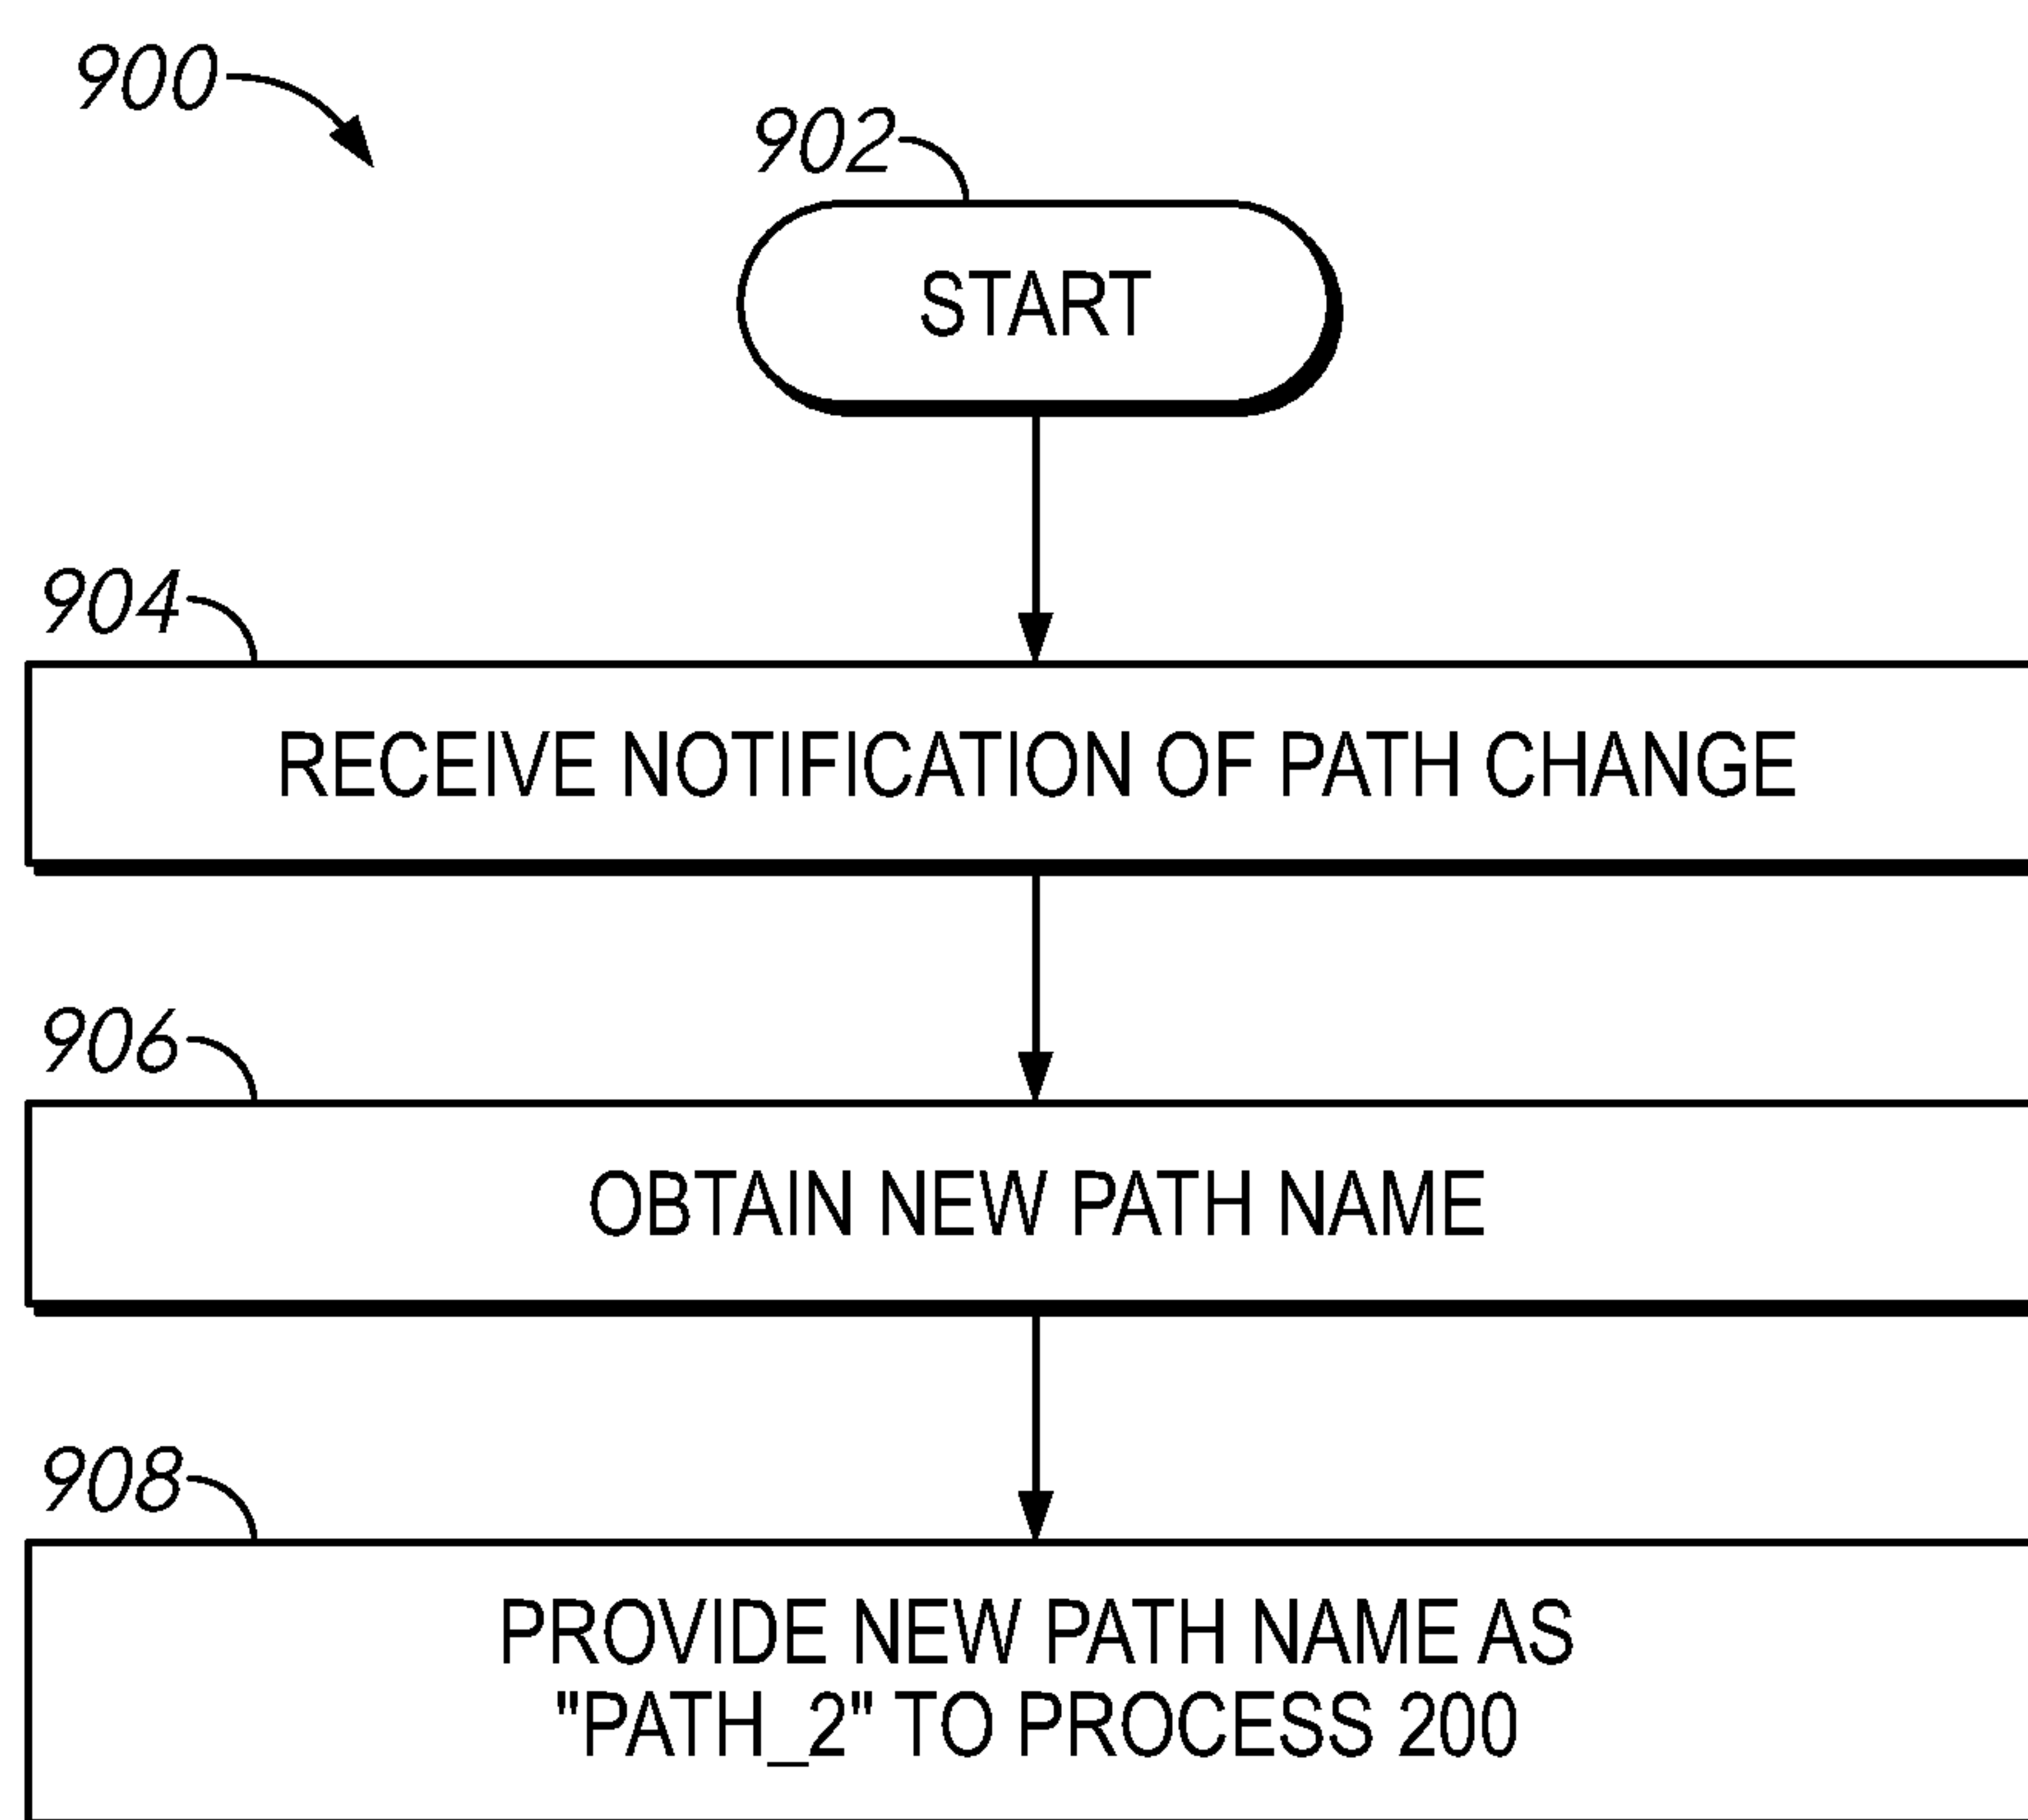 900
902
START
904
RECEIVE NOTIFICATION OF PATH CHANGE
906
OBTAIN NEW PATH NAME
908
PROVIDE NEW PATH NAME AS
"PATH_2" TO PROCESS 200